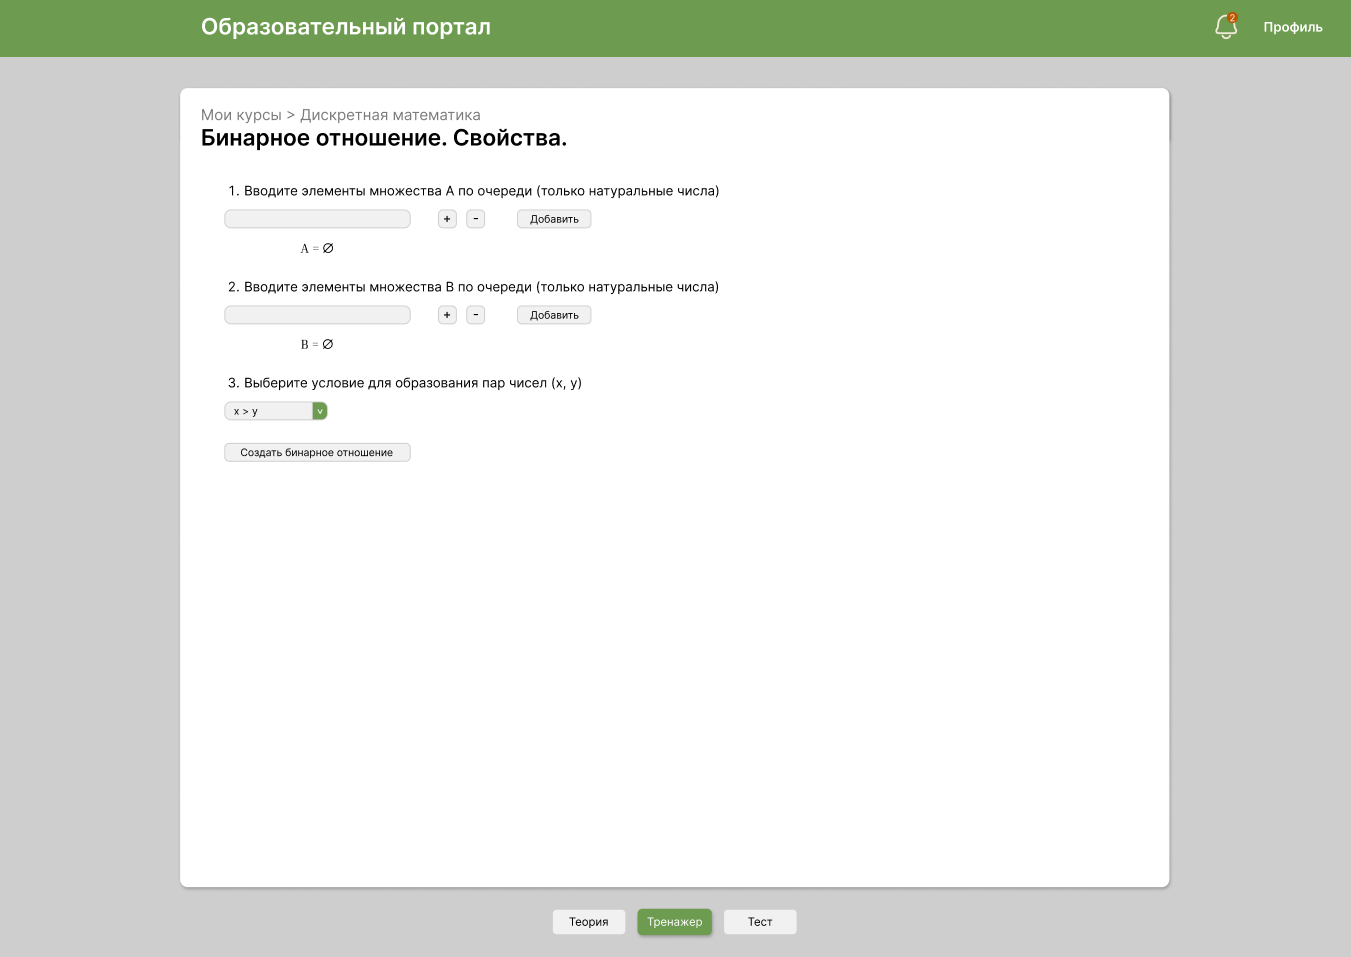 Образовательный портал
2
Профиль
Мои курсы > Дискретная математика
Бинарное отношение. Свойства.
1. Вводите элементы множества А по очереди (только натуральные числа)
+ - Добавить
A = ∅
2. Вводите элементы множества В по очереди (только натуральные числа)
+ - Добавить
B = ∅
3. Выберите условие для образования пар чисел (x, y)
x > y v
Создать бинарное отношение
Теория Тренажер Тест